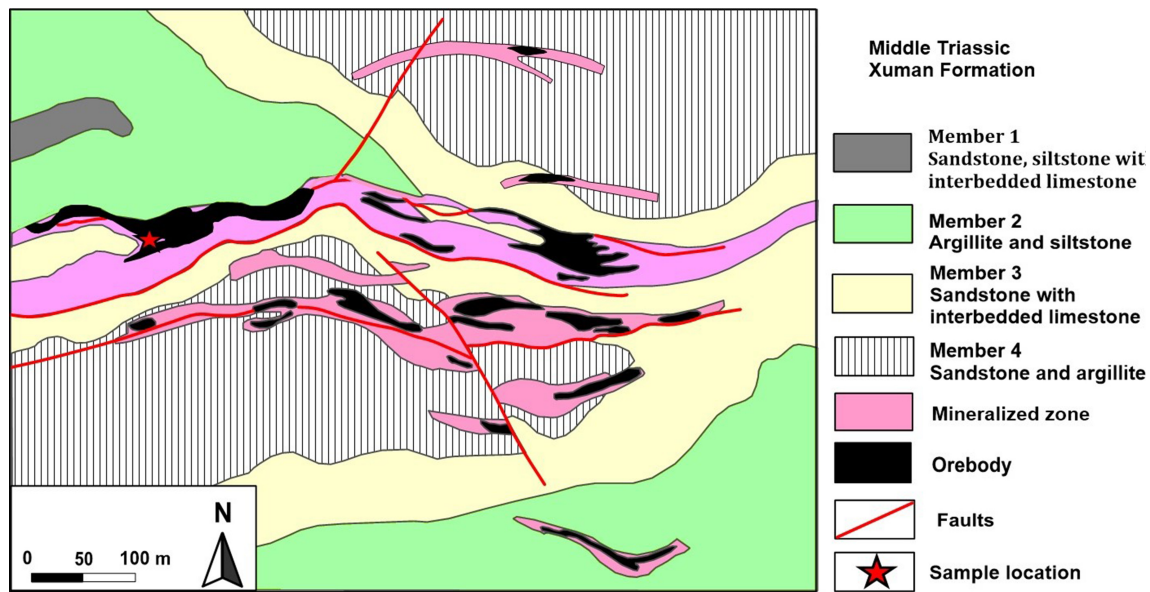 Middle Triassic
Xuman Formation
Member 1
Sandstone, siltstone wit
interbedded limestone
Member 2
Argillite and siltstone
Member 3
Sandstone with
interbedded limestone
Member 4
Sandstone and argillite
Mineralized zone
Orebody
Faults
Sample location
N
0 50 100 m